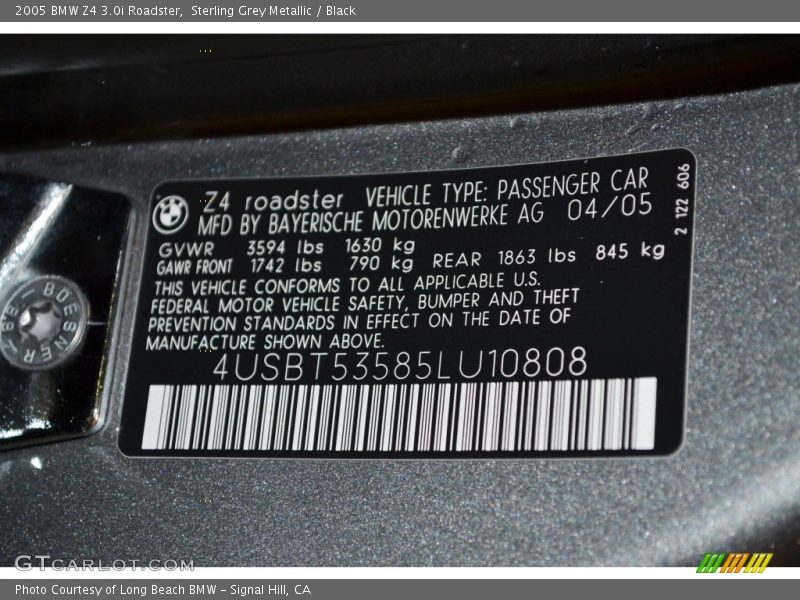 2005 BMW Z4 3.0i Roadster, Sterling Grey Metallic / Black
Z4 roadster VEHICLE TYPE: PASSENGER CAR
MFD BY BAYERISCHE MOTORENWERKE AG 04/05
GVWR 3594 lbs 1630 kg
GAWR FRONT 1742 lbs 790 kg REAR 1863 lbs 845 kg
THIS VEHICLE CONFORMS TO ALL APPLICABLE U.S.
FEDERAL MOTOR VEHICLE SAFETY, BUMPER AND THEFT
PREVENTION STANDARDS IN EFFECT ON THE DATE OF
MANUFACTURE SHOWN ABOVE.
4USBT53585LU10808
2 122 606
BOESNER
GTcarlot.com
Photo Courtesy of Long Beach BMW - Signal Hill, CA